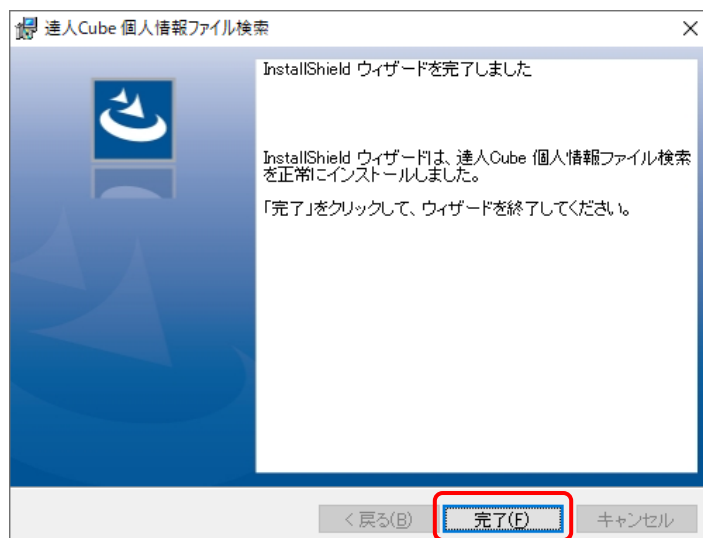 達人Cube 個人情報ファイル検索
InstallShield ウィザードを完了しました
InstallShield ウィザードは、達人Cube 個人情報ファイル検索
を正常にインストールしました。
「完了」をクリックして、ウィザードを終了してください。
< 戻る(B)
完了(F)
キャンセル